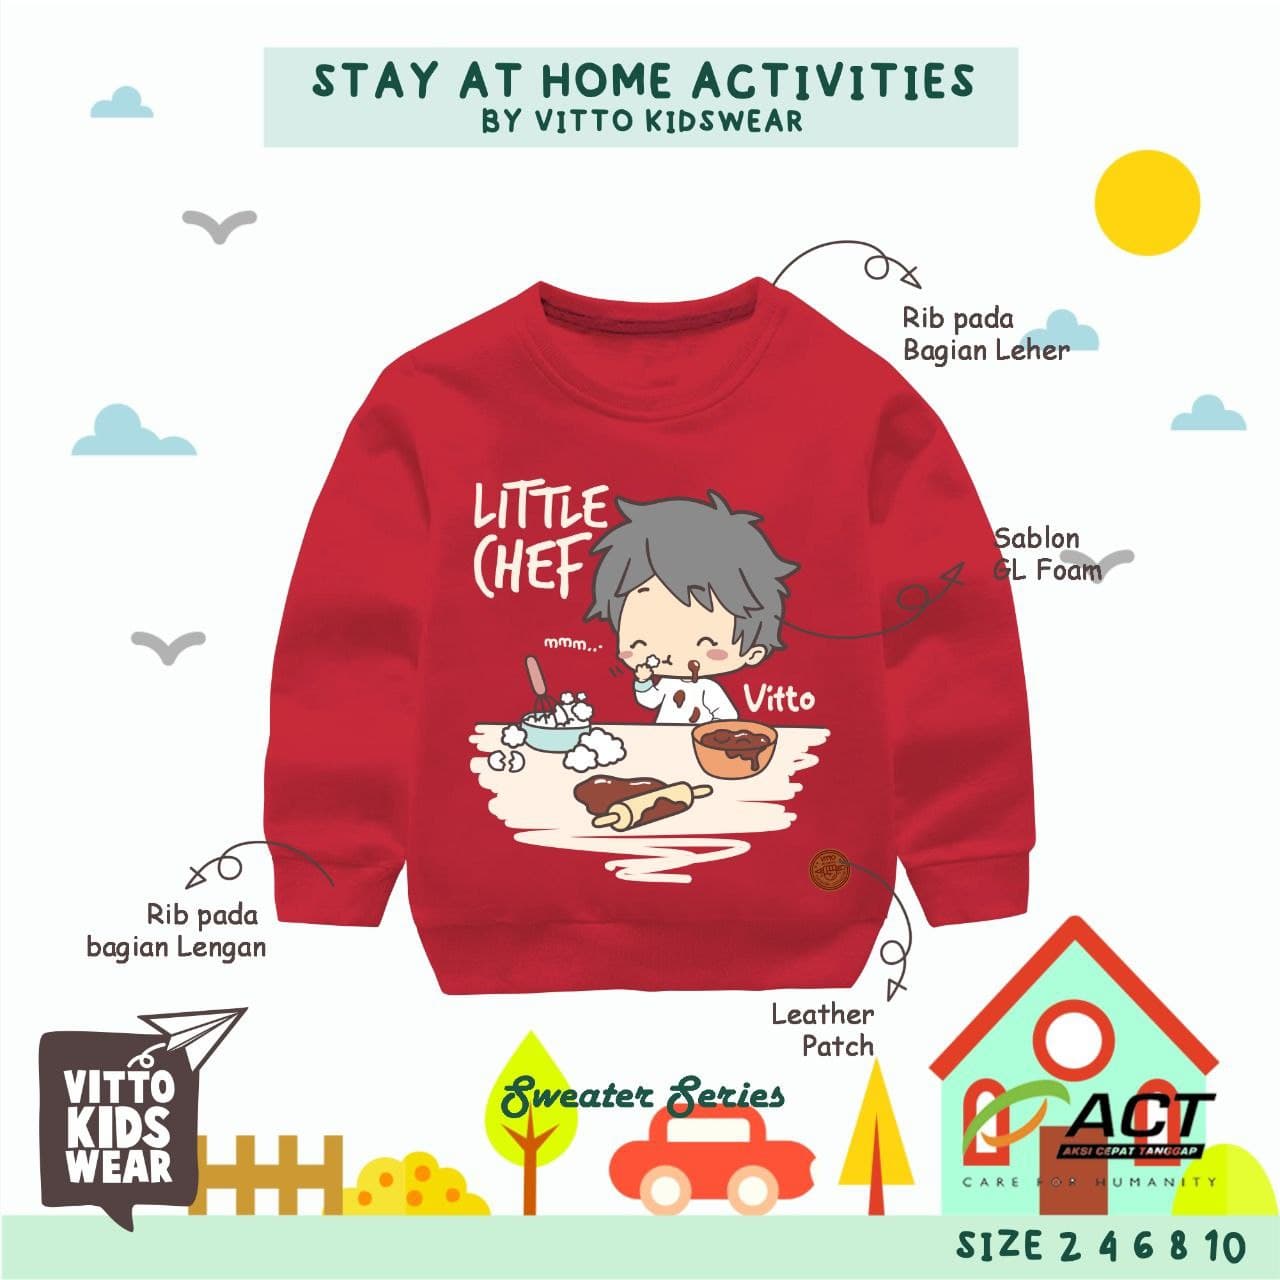 STAY AT HOME ACTIVITIES
BY VITTO KIDSWEAR
Rib pada
Bagian Leher
LITTLE
CHEF
Sablon
GL Foam
mmm...
Vitto
VITTO
Rib pada
bagian Lengan
Leather
Patch
VITTO
KIDS
WEAR
Sweater Series
ACT
AKSI CEPAT TANGGAP
CARE FOR HUMANITY
SIZE 2 4 6 8 10